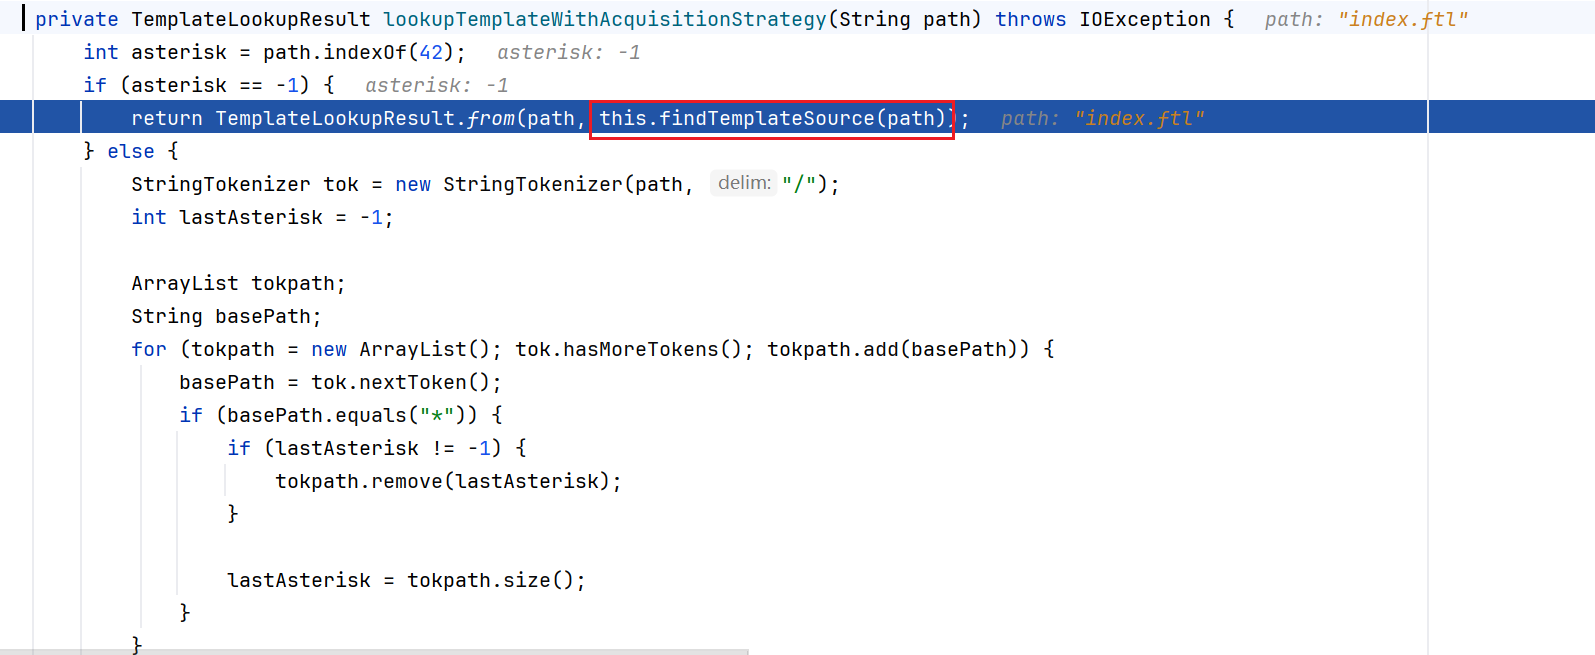 private TemplateLookupResult lookupTemplateWithAcquisitionStrategy(String path) throws IOException {   path: "index.ftl"
    int asterisk = path.indexOf(42);   asterisk: -1
    if (asterisk == -1) {   asterisk: -1
        return TemplateLookupResult.from(path, this.findTemplateSource(path));   path: "index.ftl"
    } else {
        StringTokenizer tok = new StringTokenizer(path, delim: "/");
        int lastAsterisk = -1;

        ArrayList tokpath;
        String basePath;
        for (tokpath = new ArrayList(); tok.hasMoreTokens(); tokpath.add(basePath)) {
            basePath = tok.nextToken();
            if (basePath.equals("*")) {
                if (lastAsterisk != -1) {
                    tokpath.remove(lastAsterisk);
                }

                lastAsterisk = tokpath.size();
            }
        }